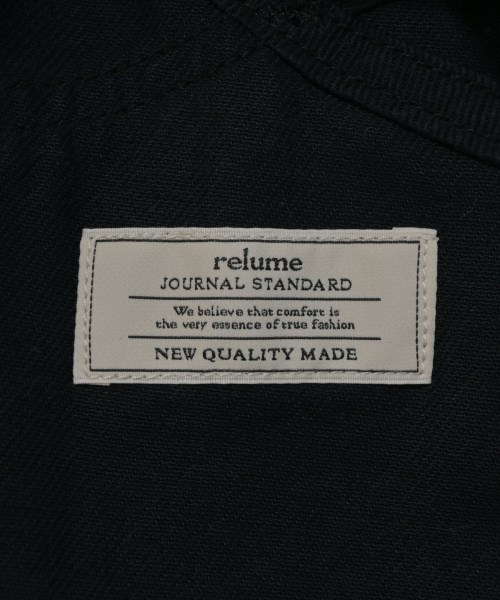 relume
JOURNAL STANDARD
We believe that comfort is
the very essence of true fashion
NEW QUALITY MADE